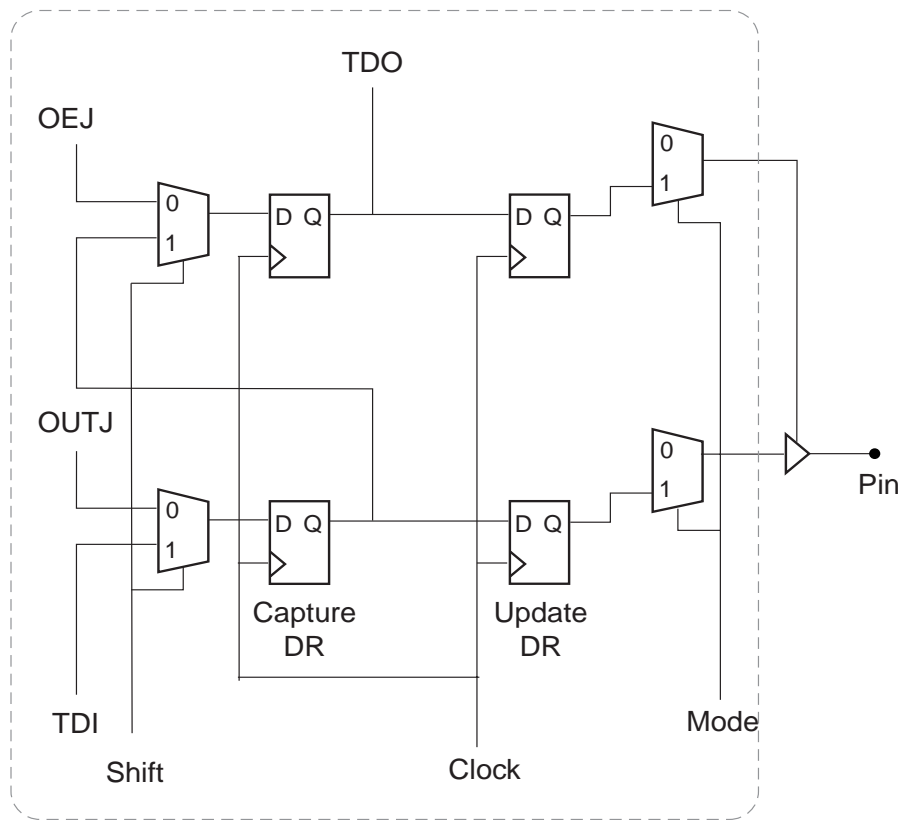 TDO
OEJ
0
1
D Q
D Q
0
1
OUTJ
0
1
D Q
D Q
0
1
Pin
Capture
DR
Update
DR
TDI
Shift
Clock
Mode